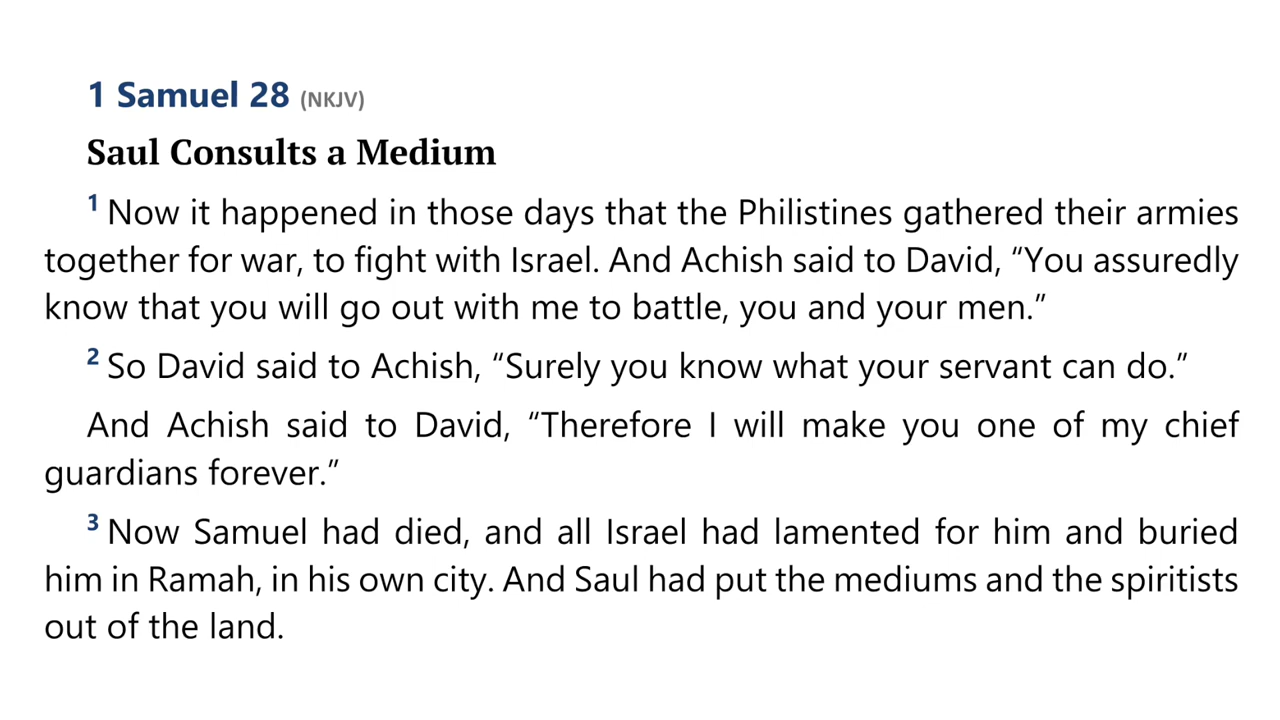 1 Samuel 28 (NKJV)
Saul Consults a Medium
1 Now it happened in those days that the Philistines gathered their armies
together for war, to fight with Israel. And Achish said to David, “You assuredly
know that you will go out with me to battle, you and your men.”
2 So David said to Achish, “Surely you know what your servant can do.”
And Achish said to David, “Therefore I will make you one of my chief
guardians forever.”
3 Now Samuel had died, and all Israel had lamented for him and buried
him in Ramah, in his own city. And Saul had put the mediums and the spiritists
out of the land.